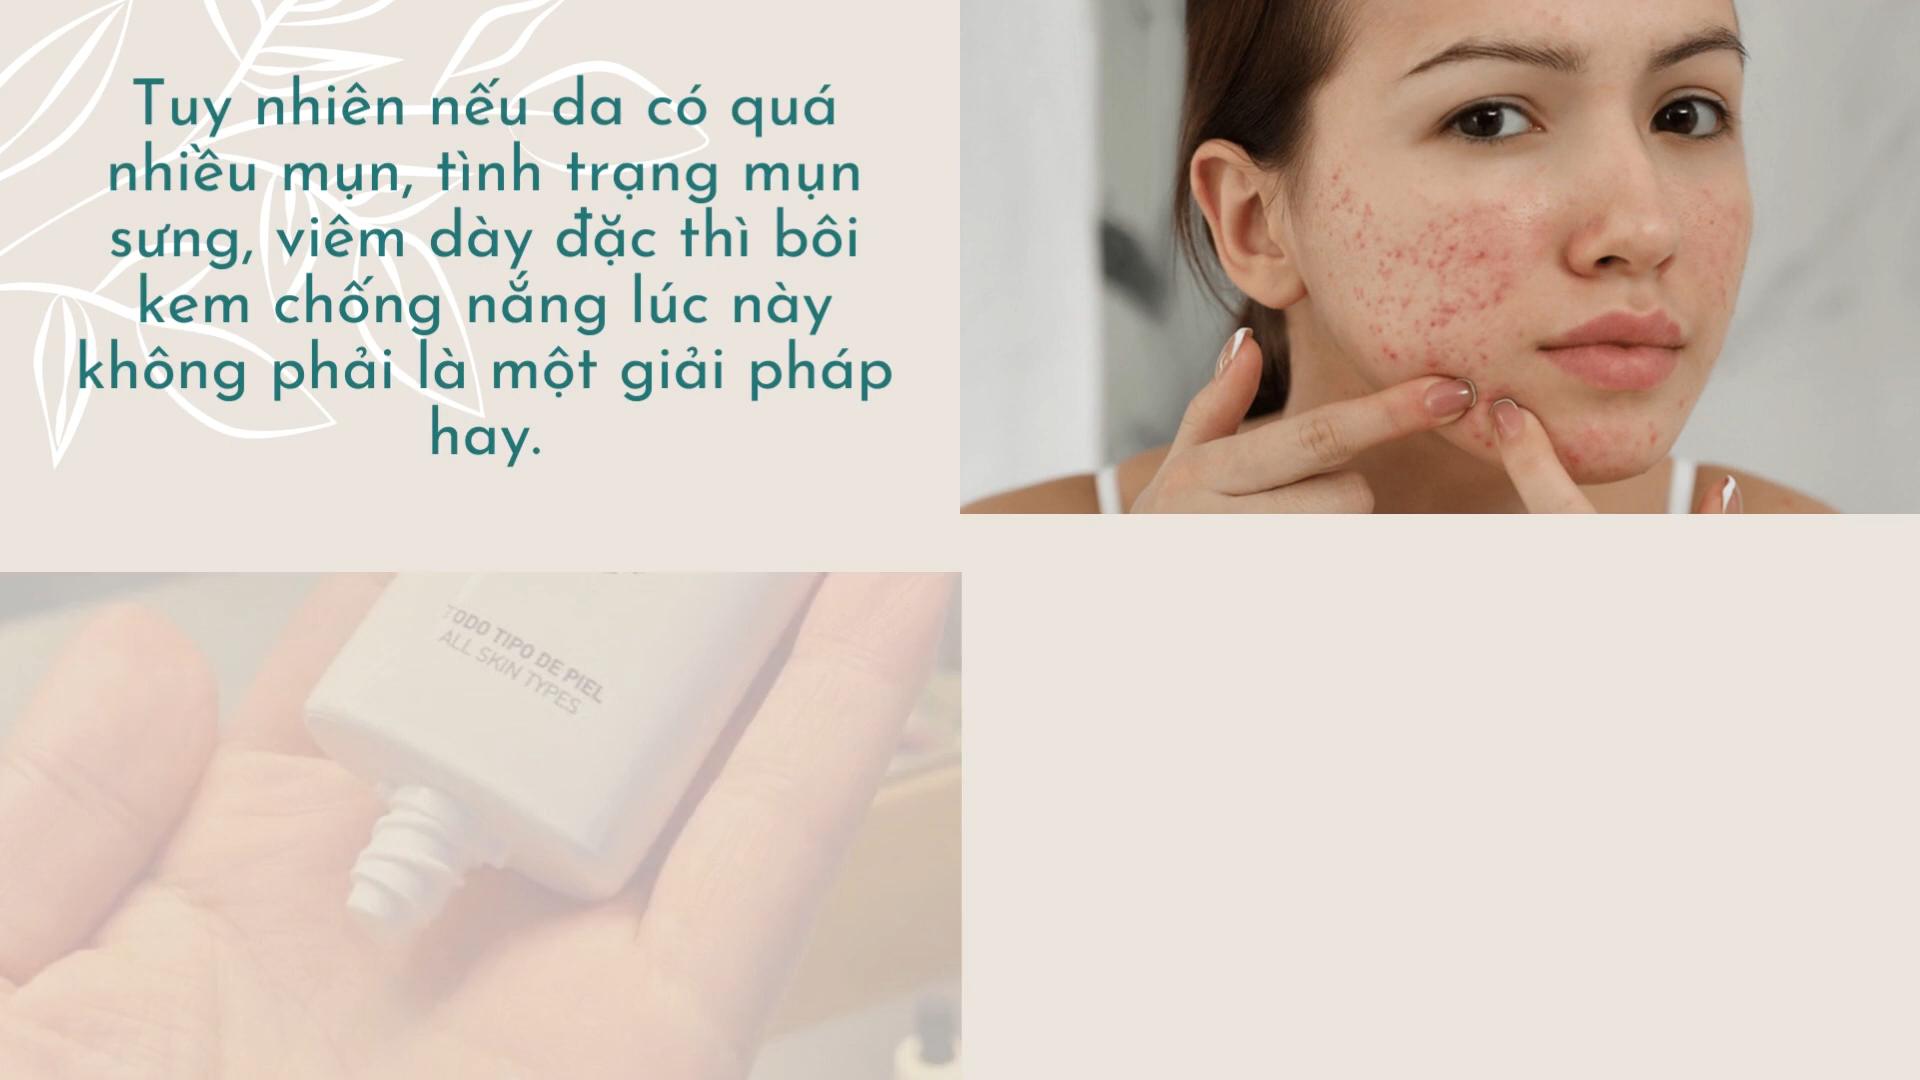 Tuy nhiên nếu da có quá
nhiều mụn, tình trạng mụn
sưng, viêm dày đặc thì bôi
kem chống nắng lúc này
không phải là một giải pháp
hay.
TODO TIPO DE PIEL
ALL SKIN TYPES